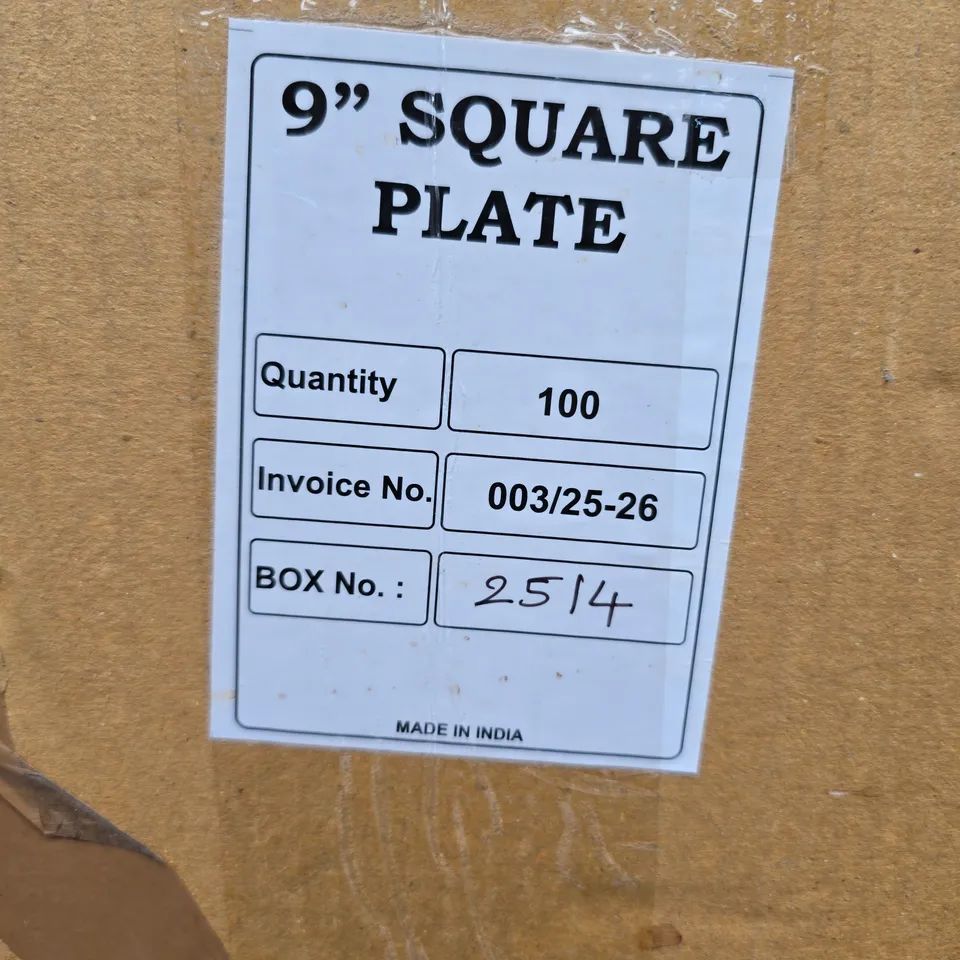 9” SQUARE
PLATE
Quantity 100
Invoice No. 003/25-26
BOX No. : 2514
MADE IN INDIA